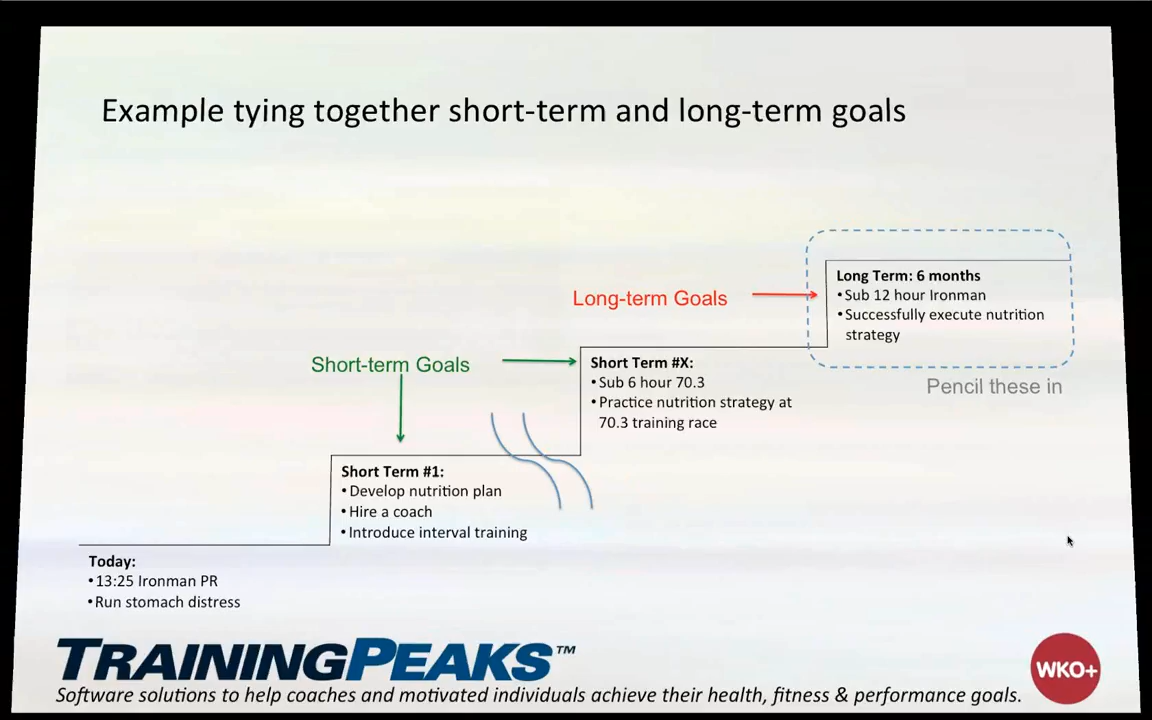 Example tying together short-term and long-term goals
Long Term: 6 months
•Sub 12 hour Ironman
•Successfully execute nutrition
strategy
Long-term Goals
Pencil these in
Short-term Goals
Short Term #X:
•Sub 6 hour 70.3
•Practice nutrition strategy at
70.3 training race
Short Term #1:
•Develop nutrition plan
•Hire a coach
•Introduce interval training
Today:
•13:25 Ironman PR
•Run stomach distress
TRAININGPEAKS™
WKO+
Software solutions to help coaches and motivated individuals achieve their health, fitness & performance goals.